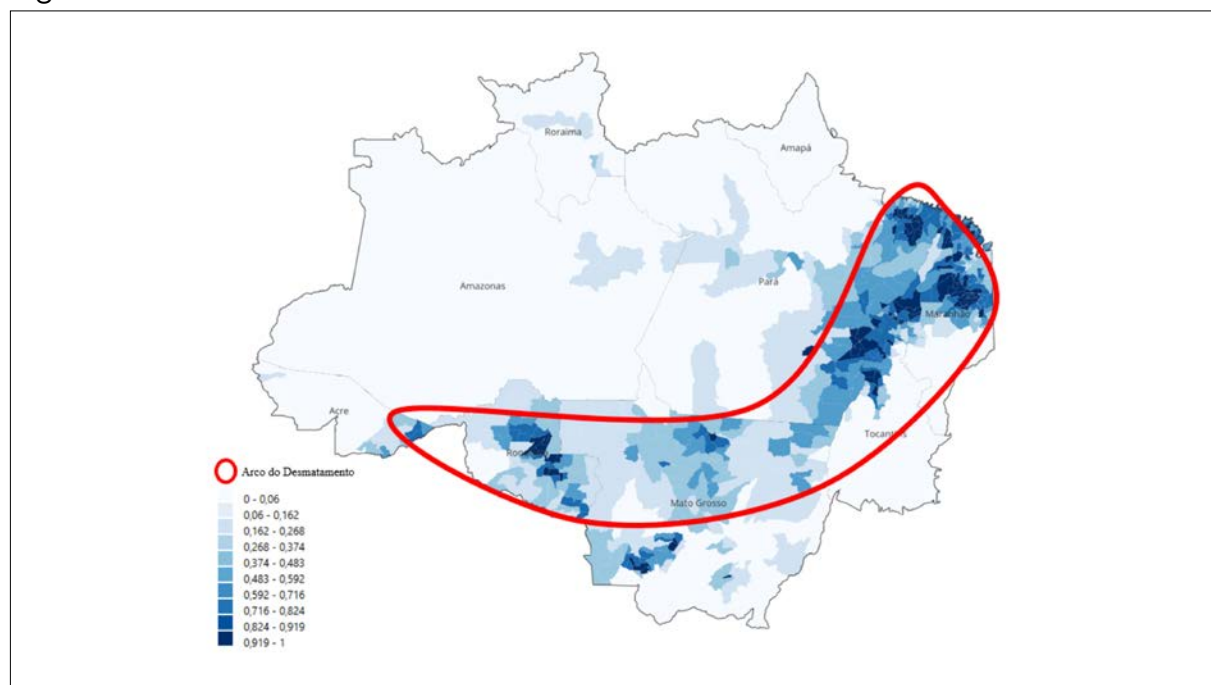 Roraima
Amapá
Amazonas
Pará
Maranhão
Acre
Tocantins
Mato Grosso
Arco do Desmatamento
0 - 0,06
0,06 - 0,162
0,162 - 0,268
0,268 - 0,374
0,374 - 0,483
0,483 - 0,592
0,592 - 0,716
0,716 - 0,824
0,824 - 0,919
0,919 - 1